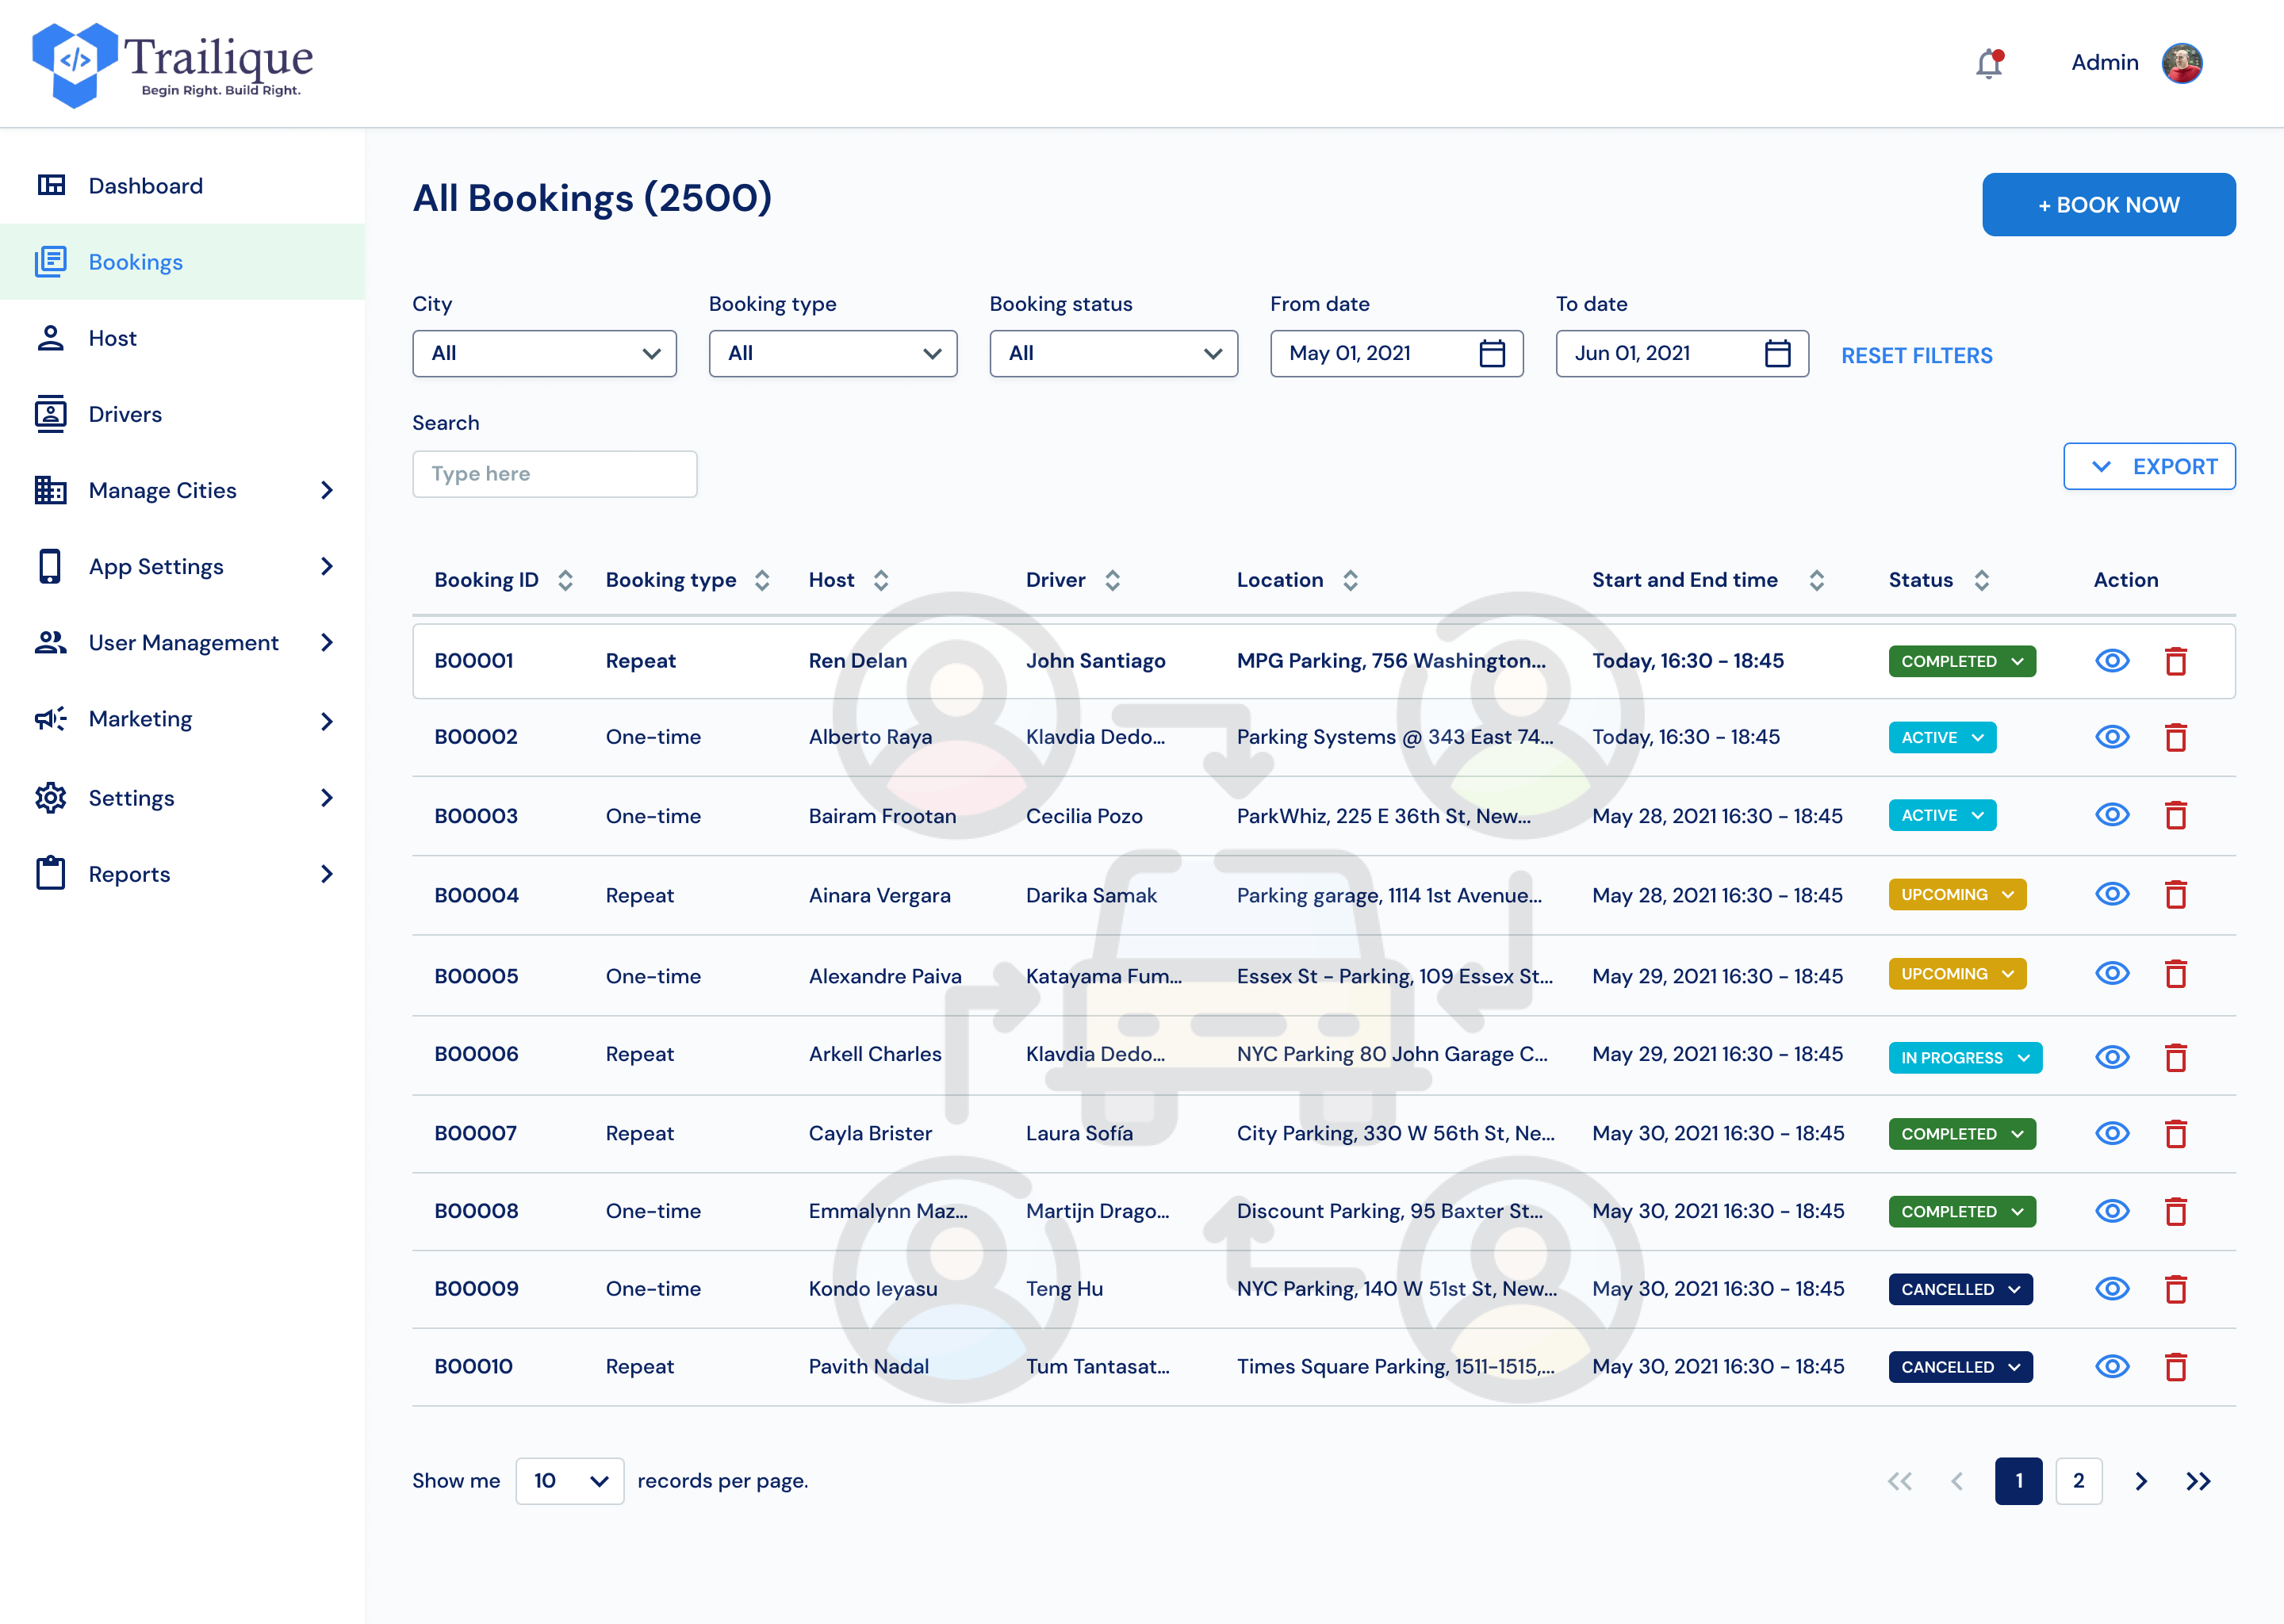 Trailique
Begin Right. Build Right.
Admin
Dashboard
Bookings
Host
Drivers
Manage Cities
App Settings
User Management
Marketing
Settings
Reports
All Bookings (2500)
+ BOOK NOW
City Booking type Booking status From date To date
All All All May 01, 2021 Jun 01, 2021 RESET FILTERS
Search
Type here
EXPORT
Booking ID Booking type Host Driver Location Start and End time Status Action
B00001 Repeat Ren Delan John Santiago MPG Parking, 756 Washington... Today, 16:30 - 18:45 COMPLETED
B00002 One-time Alberto Raya Klavdia Dedo... Parking Systems @ 343 East 74... Today, 16:30 - 18:45 ACTIVE
B00003 One-time Bairam Frootan Cecilia Pozo ParkWhiz, 225 E 36th St, New... May 28, 2021 16:30 - 18:45 ACTIVE
B00004 Repeat Ainara Vergara Darika Samak Parking garage, 1114 1st Avenue... May 28, 2021 16:30 - 18:45 UPCOMING
B00005 One-time Alexandre Paiva Katayama Fum... Essex St - Parking, 109 Essex St... May 29, 2021 16:30 - 18:45 UPCOMING
B00006 Repeat Arkell Charles Klavdia Dedo... NYC Parking 80 John Garage C... May 29, 2021 16:30 - 18:45 IN PROGRESS
B00007 Repeat Cayla Brister Laura Sofía City Parking, 330 W 56th St, Ne... May 30, 2021 16:30 - 18:45 COMPLETED
B00008 One-time Emmalynn Maz... Martijn Drago... Discount Parking, 95 Baxter St... May 30, 2021 16:30 - 18:45 COMPLETED
B00009 One-time Kondo Ieyasu Teng Hu NYC Parking, 140 W 51st St, New... May 30, 2021 16:30 - 18:45 CANCELLED
B00010 Repeat Pavith Nadal Tum Tantasat... Times Square Parking, 1511-1515,... May 30, 2021 16:30 - 18:45 CANCELLED
Show me 10 records per page.
1 2